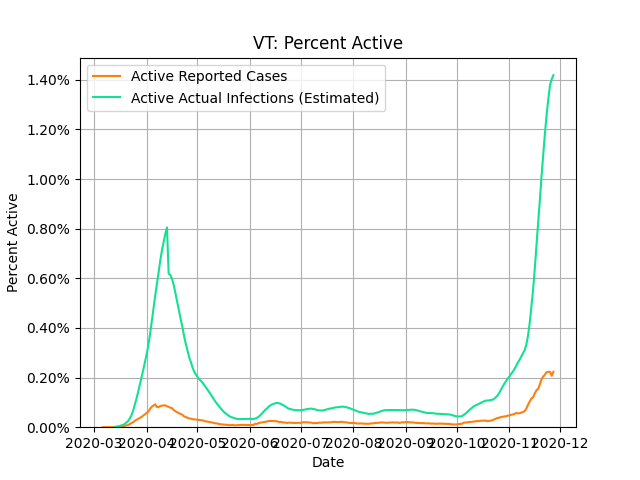 VT: Percent Active
Active Reported Cases
Active Actual Infections (Estimated)
Percent Active
1.40%
1.20%
1.00%
0.80%
0.60%
0.40%
0.20%
0.00%
2020-03 2020-04 2020-05 2020-06 2020-07 2020-08 2020-09 2020-10 2020-11 2020-12
Date